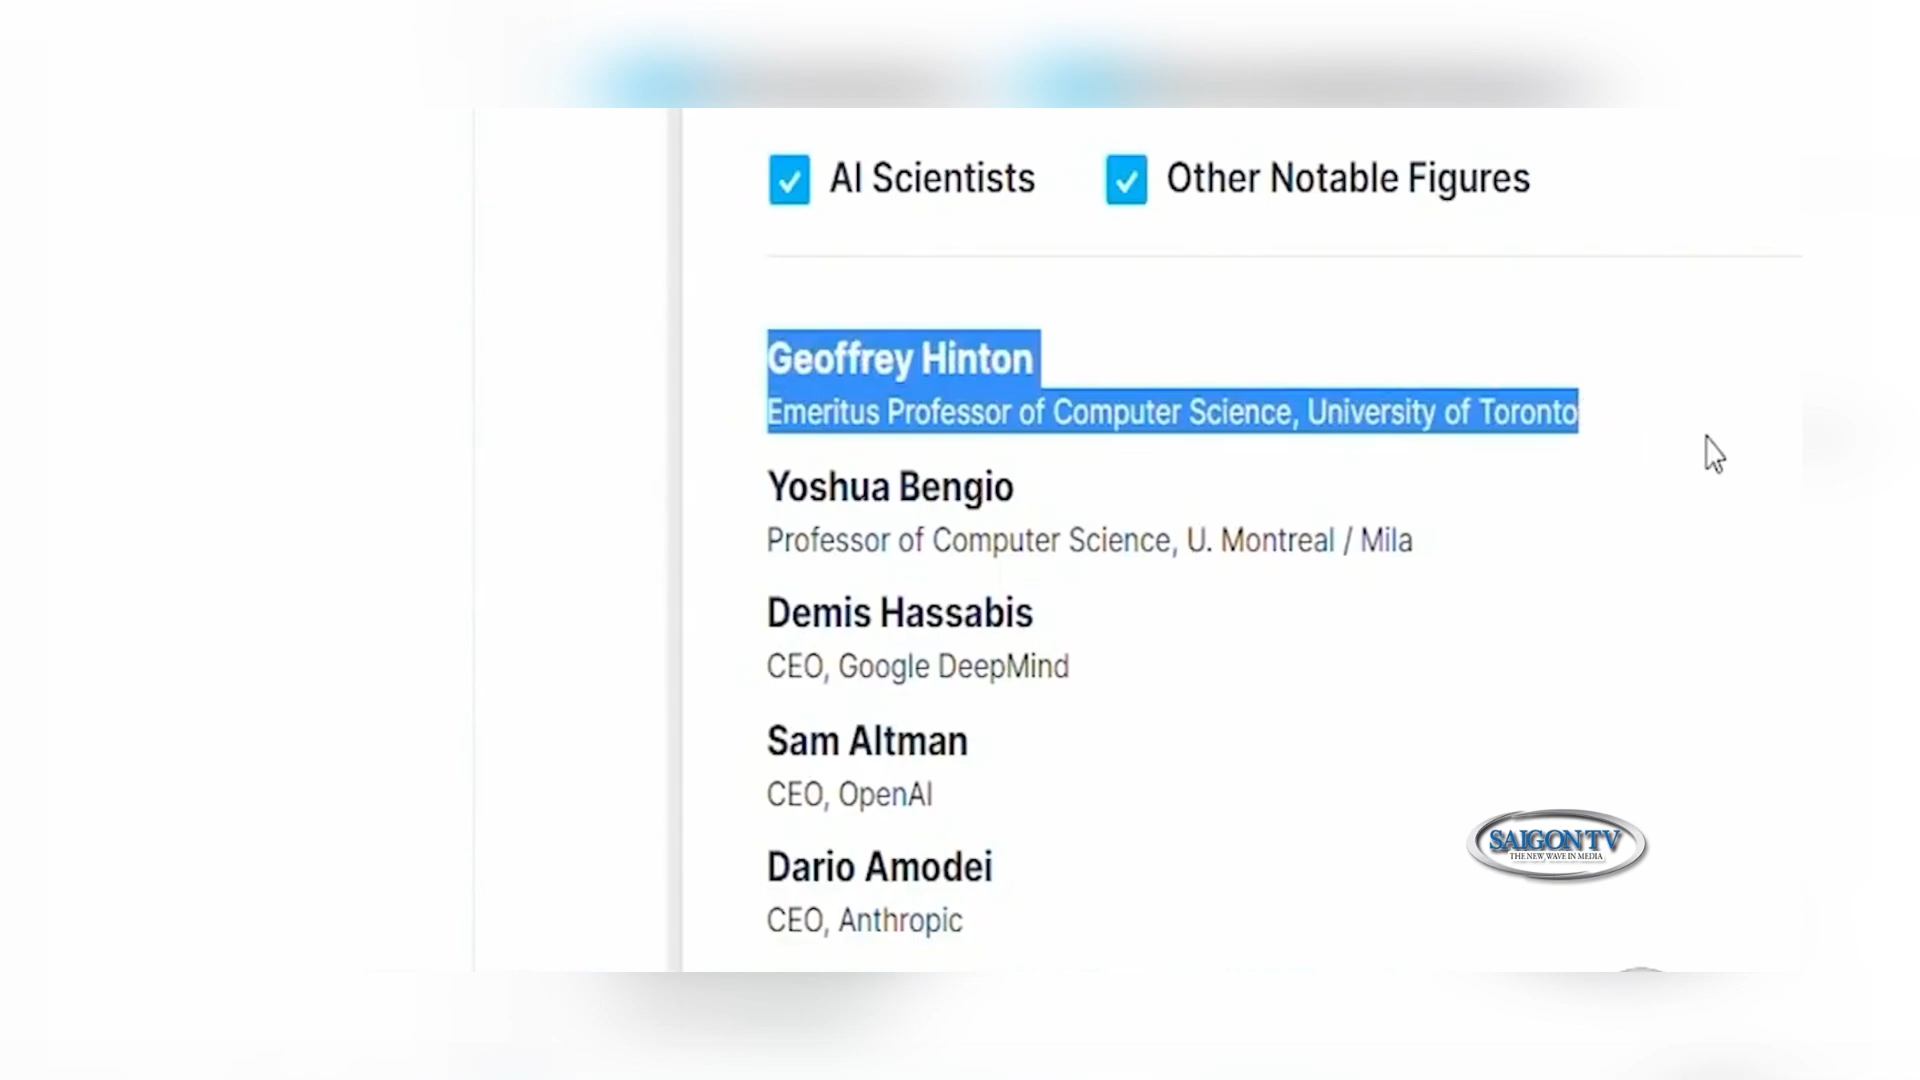 AI Scientists
Other Notable Figures
Geoffrey Hinton
Emeritus Professor of Computer Science, University of Toronto
Yoshua Bengio
Professor of Computer Science, U. Montreal / Mila
Demis Hassabis
CEO, Google DeepMind
Sam Altman
CEO, OpenAI
Dario Amodei
CEO, Anthropic
SAIGON TV
THE NEW WAVE IN MEDIA